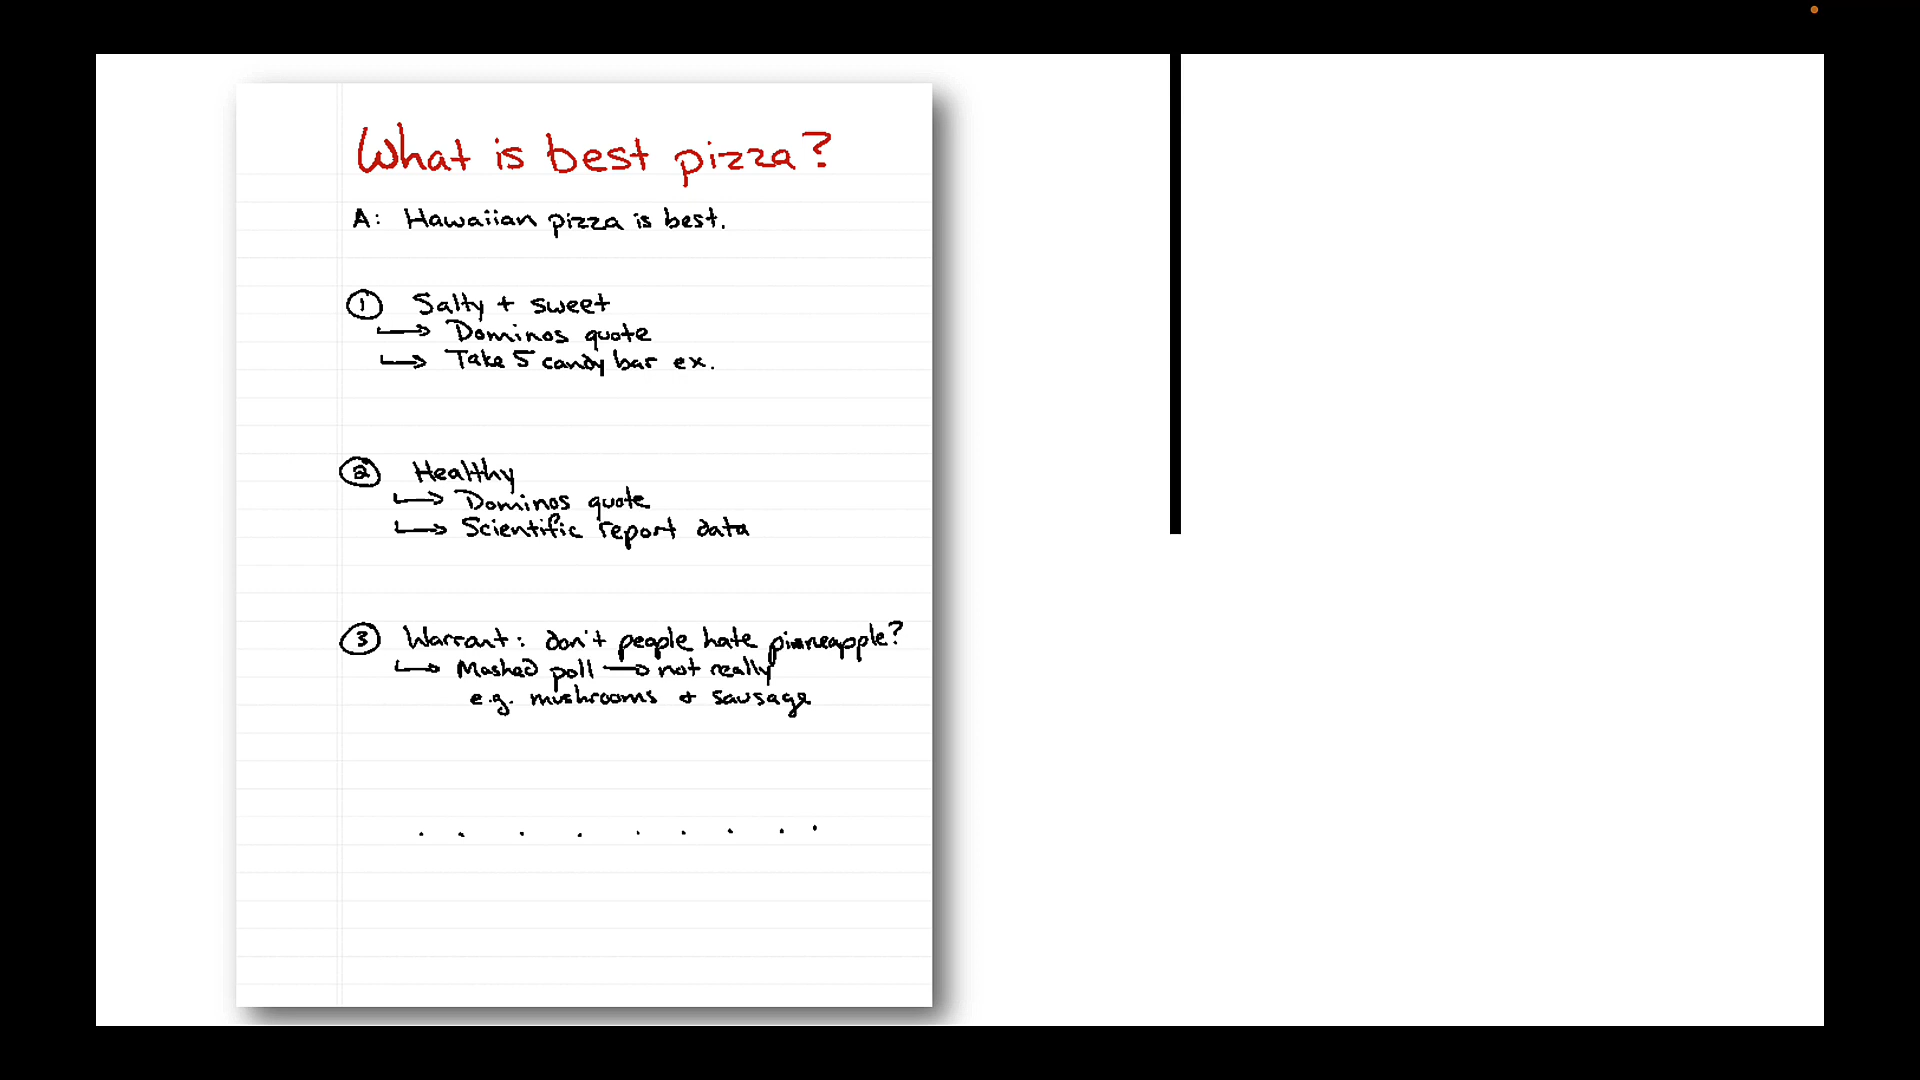 What is best pizza?
A: Hawaiian pizza is best.
① Salty + sweet
↳ Dominos quote
↳ Take 5 candy bar ex.
② Healthy
↳ Dominos quote
↳ Scientific report data
③ Warrant: don't people hate pinneapple?
↳ Mashed poll → not really
e.g. mushrooms & sausage
. . . . . . . . .